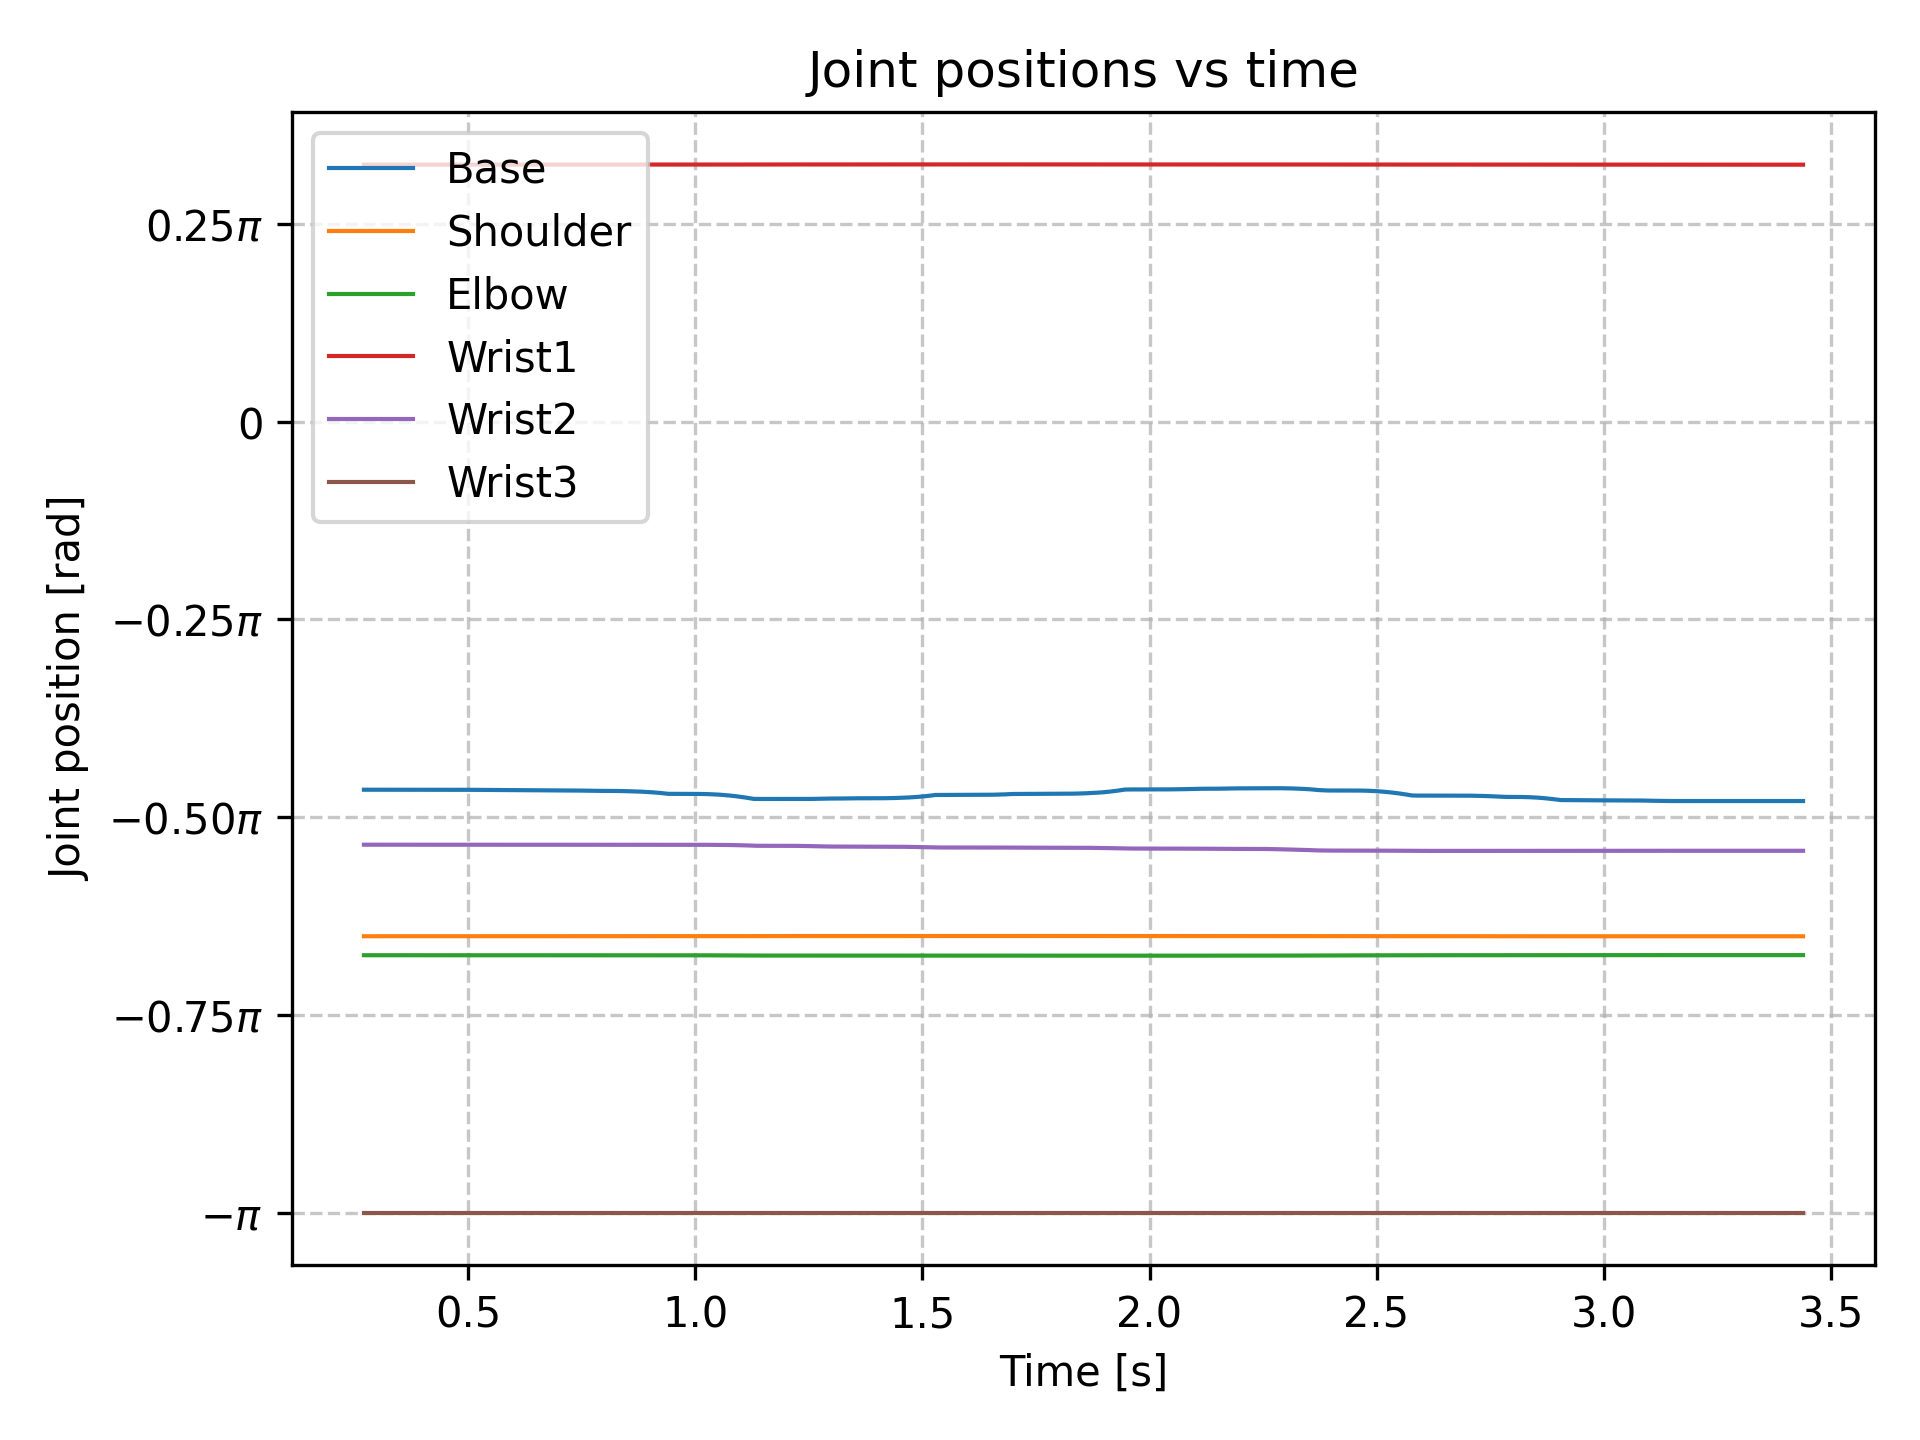 Joint positions vs time
Base
Shoulder
Elbow
Wrist1
Wrist2
Wrist3
0.25π
0
−0.25π
−0.50π
−0.75π
−π
Joint position [rad]
0.5 1.0 1.5 2.0 2.5 3.0 3.5
Time [s]